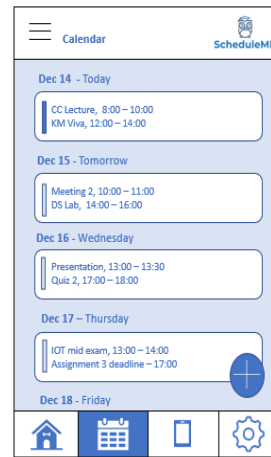 Calendar
ScheduleM
Dec 14 - Today
CC Lecture, 8:00 – 10:00
KM Viva, 12:00 – 14:00
Dec 15 - Tomorrow
Meeting 2, 10:00 – 11:00
DS Lab, 14:00 – 16:00
Dec 16 - Wednesday
Presentation, 13:00 – 13:30
Quiz 2, 17:00 – 18:00
Dec 17 – Thursday
IOT mid exam, 13:00 – 14:00
Assignment 3 deadline – 17:00
Dec 18 - Friday